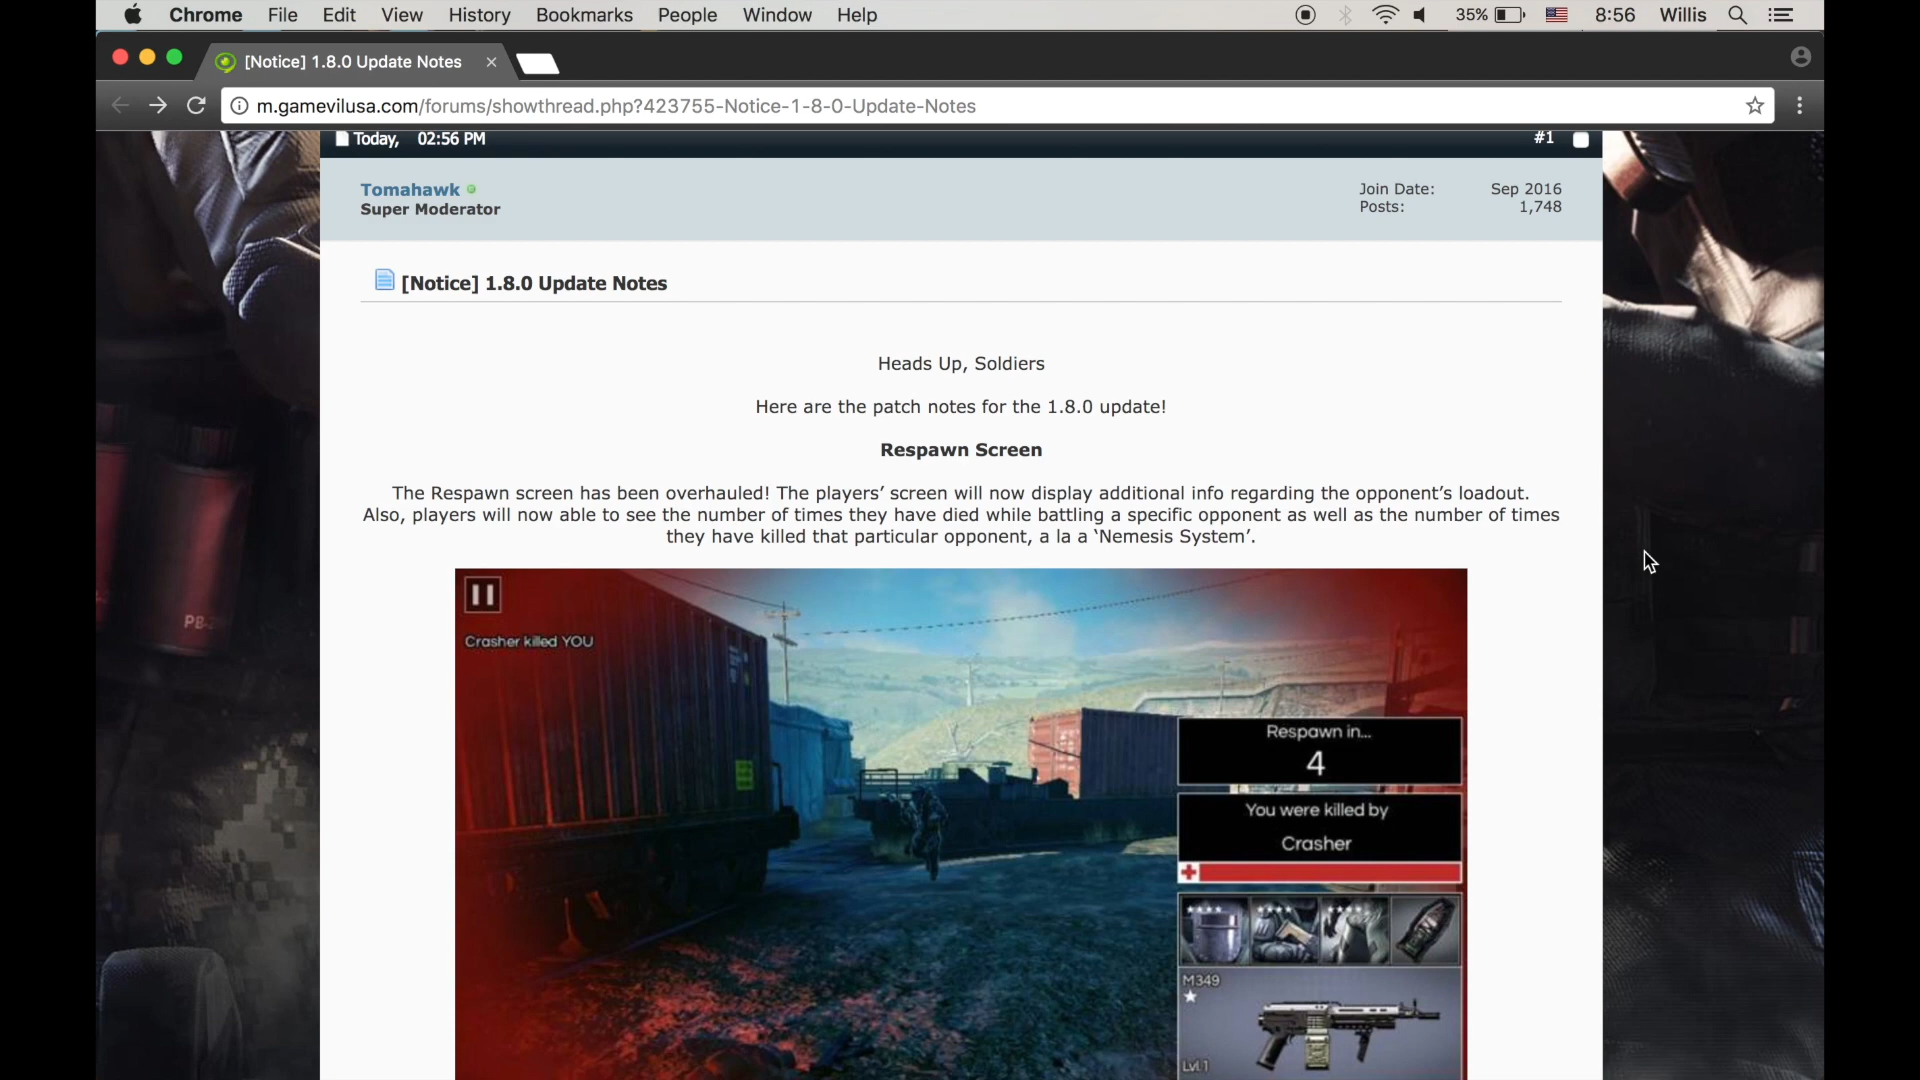 Chrome File Edit View History Bookmarks People Window Help 35% 8:56 Willis
[Notice] 1.8.0 Update Notes
m.gamevilusa.com/forums/showthread.php?423755-Notice-1-8-0-Update-Notes
Today, 02:56 PM #1
Tomahawk Join Date: Sep 2016
Super Moderator Posts: 1,748
[Notice] 1.8.0 Update Notes
Heads Up, Soldiers
Here are the patch notes for the 1.8.0 update!
Respawn Screen
The Respawn screen has been overhauled! The players’ screen will now display additional info regarding the opponent’s loadout.
Also, players will now able to see the number of times they have died while battling a specific opponent as well as the number of times
they have killed that particular opponent, a la a ‘Nemesis System’.
Crasher killed YOU
Respawn in...
4
You were killed by
Crasher
M349
Lvl.1